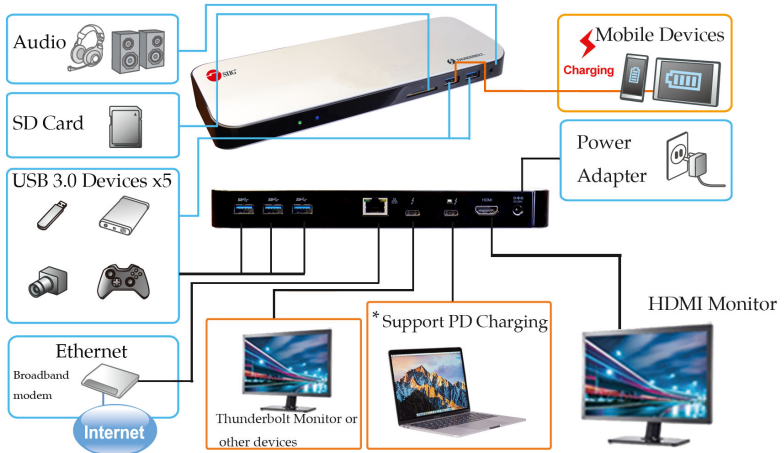 Audio
SIIG
THUNDERBOLT
Mobile Devices
Charging
SD Card
Power
Adapter
USB 3.0 Devices x5
HDMI
HDMI Monitor
* Support PD Charging
Ethernet
Broadband
modem
Internet
Thunderbolt Monitor or
other devices